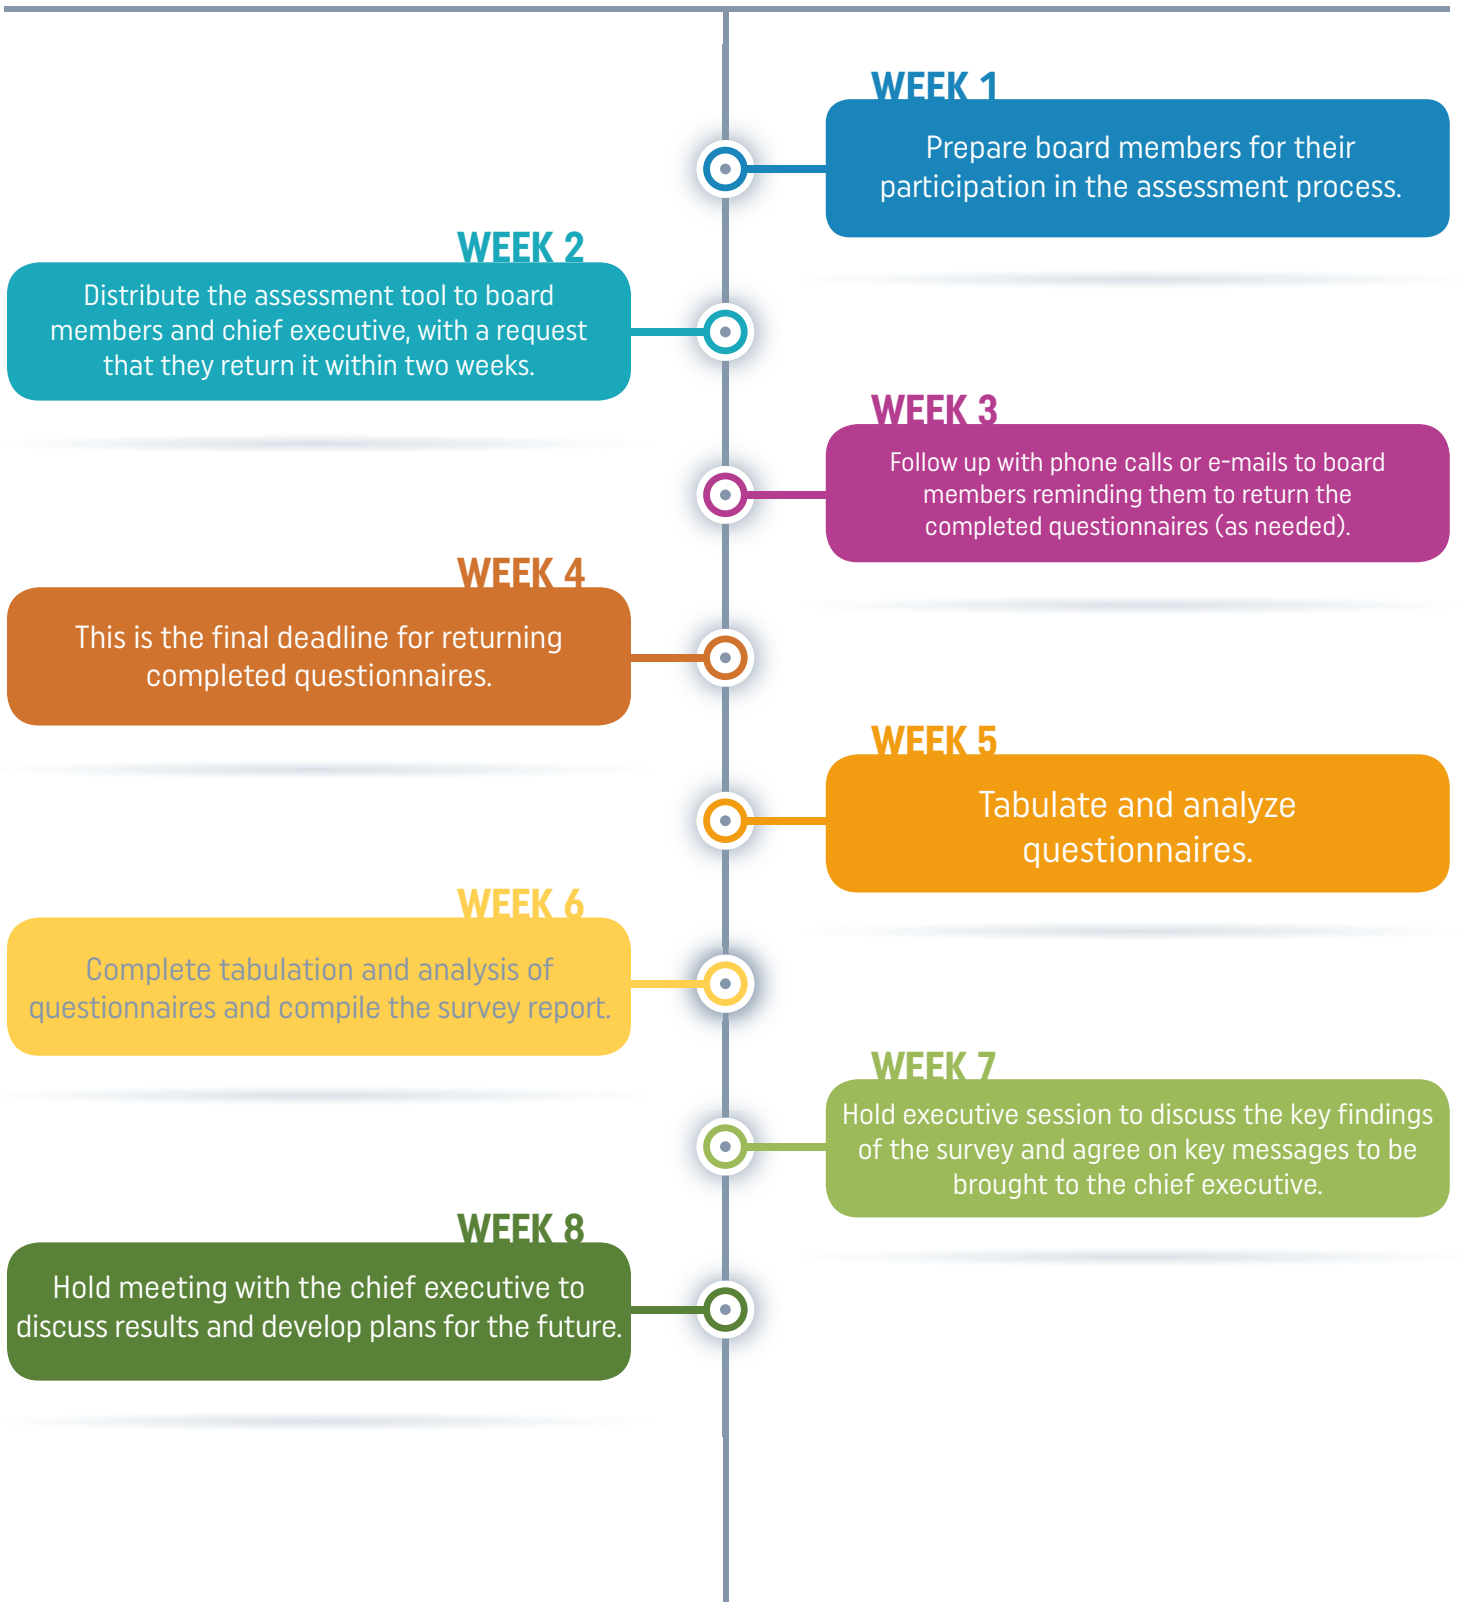 WEEK 1
Prepare board members for their
participation in the assessment process.
WEEK 2
Distribute the assessment tool to board
members and chief executive, with a request
that they return it within two weeks.
WEEK 3
Follow up with phone calls or e-mails to board
members reminding them to return the
completed questionnaires (as needed).
WEEK 4
This is the final deadline for returning
completed questionnaires.
WEEK 5
Tabulate and analyze
questionnaires.
WEEK 6
Complete tabulation and analysis of
questionnaires and compile the survey report.
WEEK 7
Hold executive session to discuss the key findings
of the survey and agree on key messages to be
brought to the chief executive.
WEEK 8
Hold meeting with the chief executive to
discuss results and develop plans for the future.